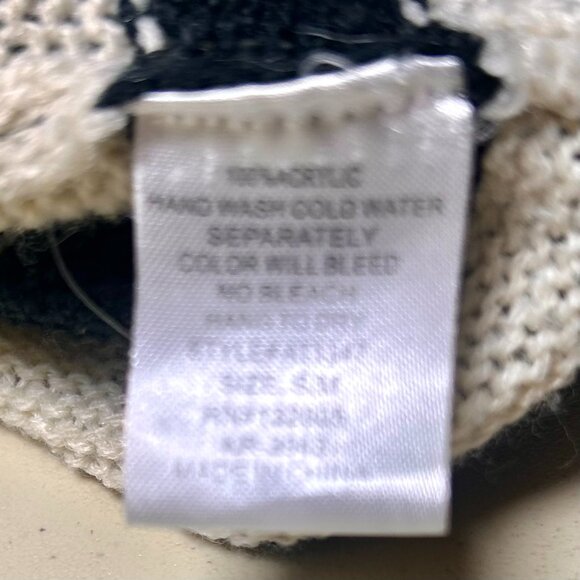 100% ACRYLIC
HAND WASH COLD WATER
SEPARATELY
COLOR WILL BLEED
NO BLEACH
HANG TO DRY
SIZE: S/M
MADE IN CHINA